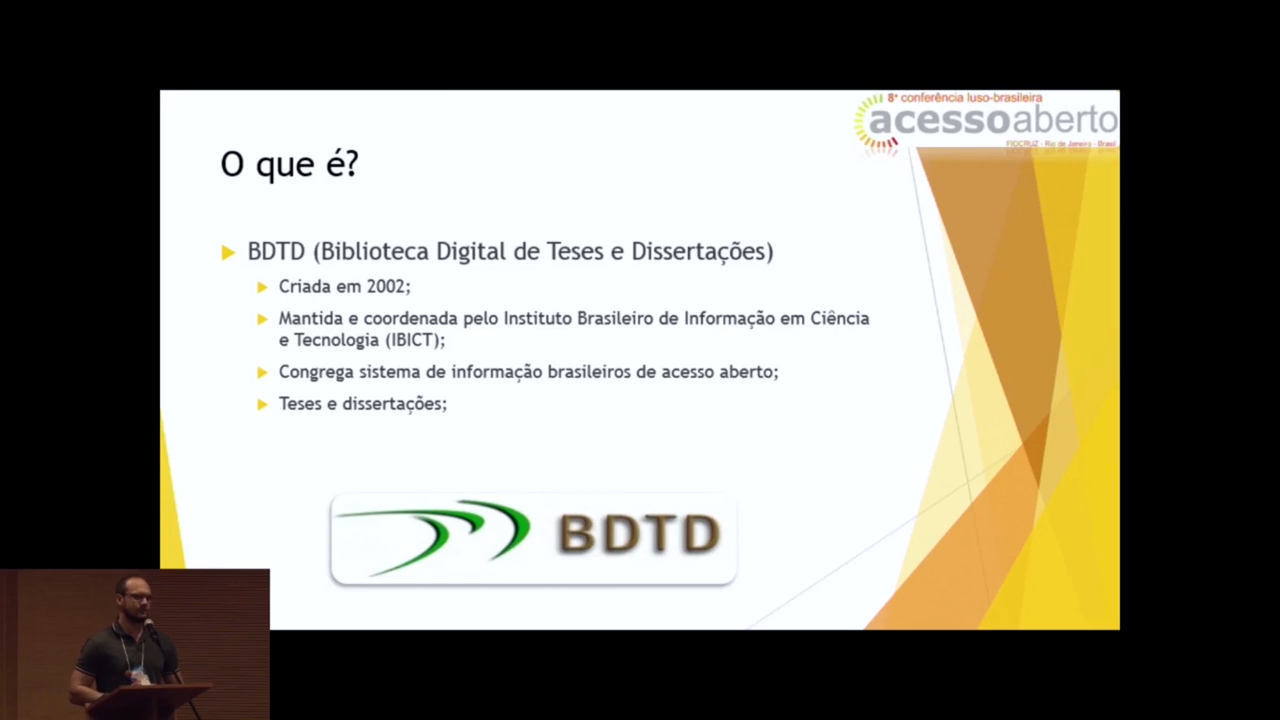 8ª conferência luso-brasileira
acessoaberto
FIOCRUZ - Rio de Janeiro - Brasil
O que é?
BDTD (Biblioteca Digital de Teses e Dissertações)
Criada em 2002;
Mantida e coordenada pelo Instituto Brasileiro de Informação em Ciência
e Tecnologia (IBICT);
Congrega sistema de informação brasileiros de acesso aberto;
Teses e dissertações;
BDTD